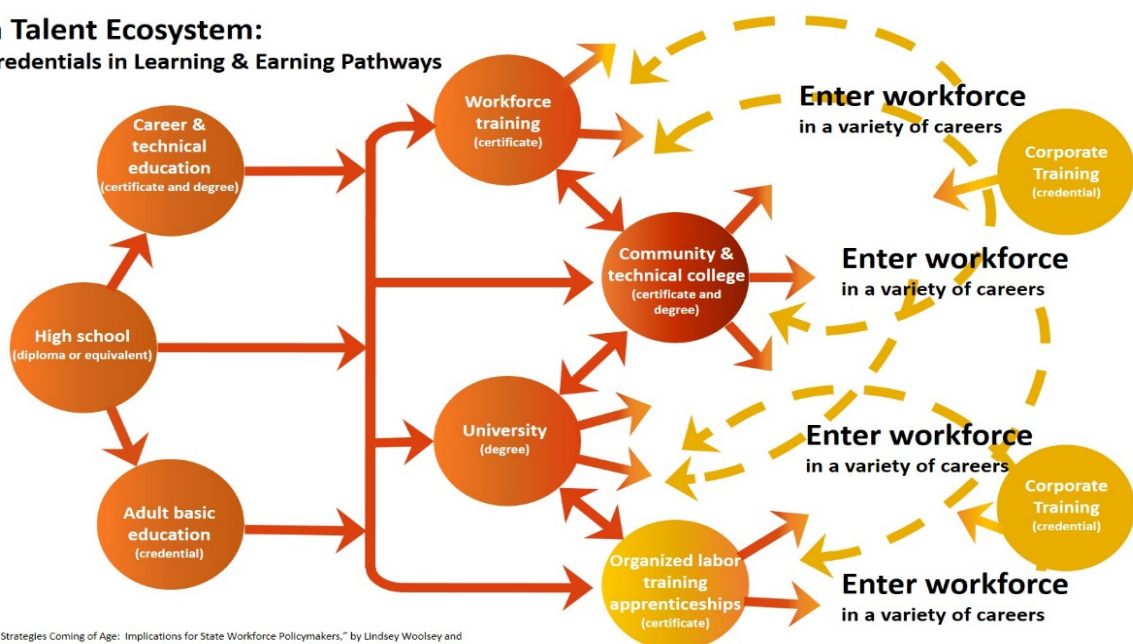 Talent Ecosystem:
redentials in Learning & Earning Pathways
Career &
technical
education
(certificate and degree)
High school
(diploma or equivalent)
Adult basic
education
(credential)
Workforce
training
(certificate)
Community &
technical college
(certificate and
degree)
University
(degree)
Organized labor
training
apprenticeships
(certificate)
Enter workforce
in a variety of careers
Corporate
Training
(credential)
Enter workforce
in a variety of careers
Enter workforce
in a variety of careers
Corporate
Training
(credential)
Enter workforce
in a variety of careers
Strategies Coming of Age: Implications for State Workforce Policymakers,” by Lindsey Woolsey and